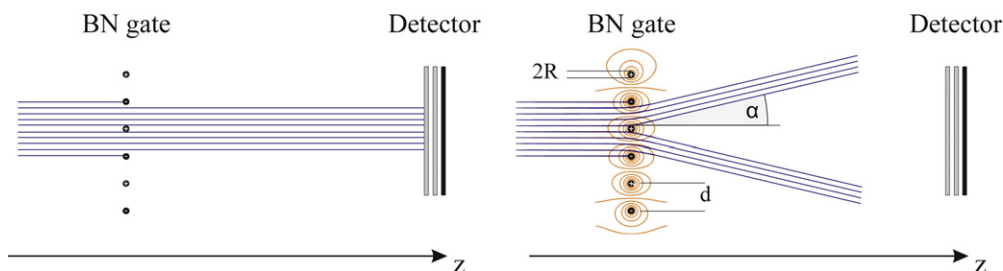 BN gate
Detector
z
BN gate
Detector
2R
α
d
z